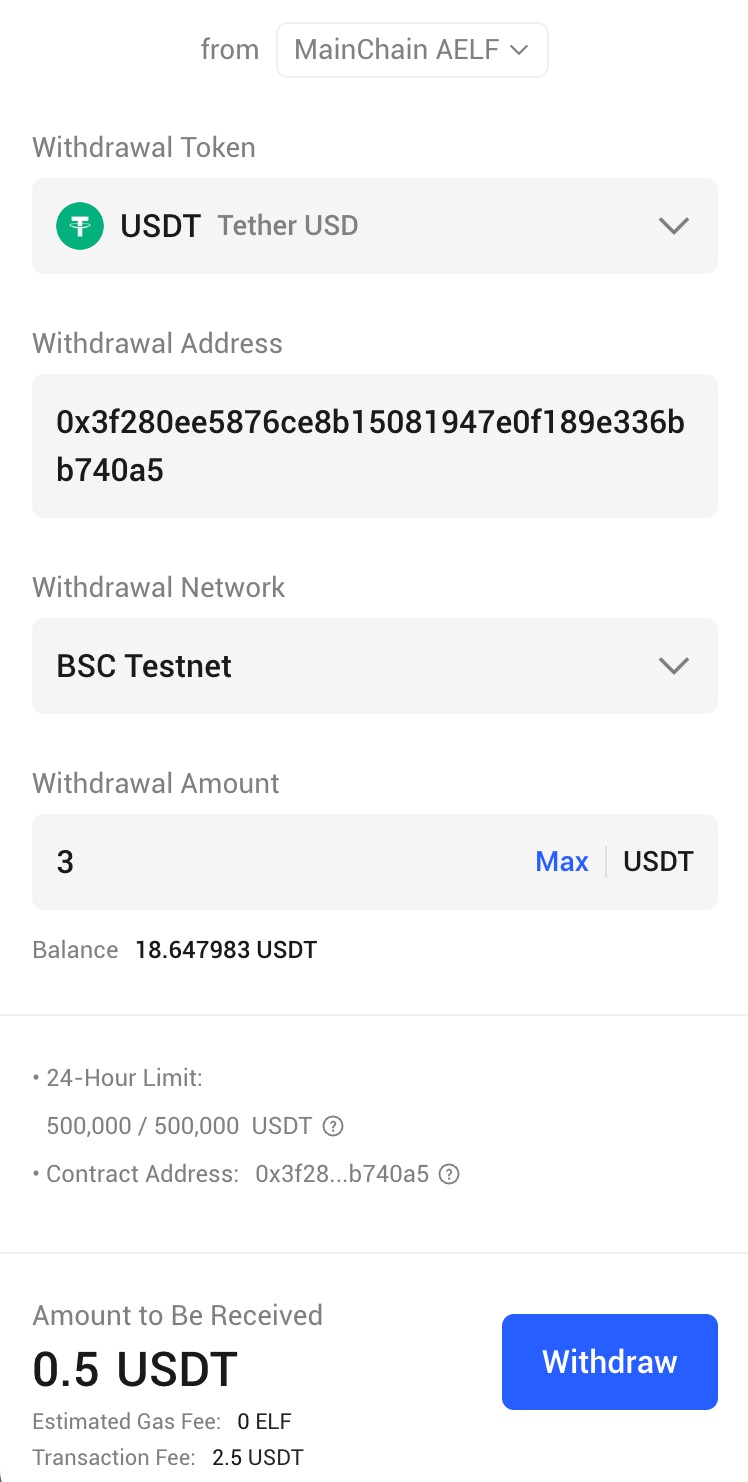 from MainChain AELF
Withdrawal Token
USDT Tether USD
Withdrawal Address
0x3f280ee5876ce8b15081947e0f189e336b
b740a5
Withdrawal Network
BSC Testnet
Withdrawal Amount
3 Max USDT
Balance 18.647983 USDT
• 24-Hour Limit:
500,000 / 500,000 USDT ?
• Contract Address: 0x3f28...b740a5 ?
Amount to Be Received
0.5 USDT
Withdraw
Estimated Gas Fee: 0 ELF
Transaction Fee: 2.5 USDT